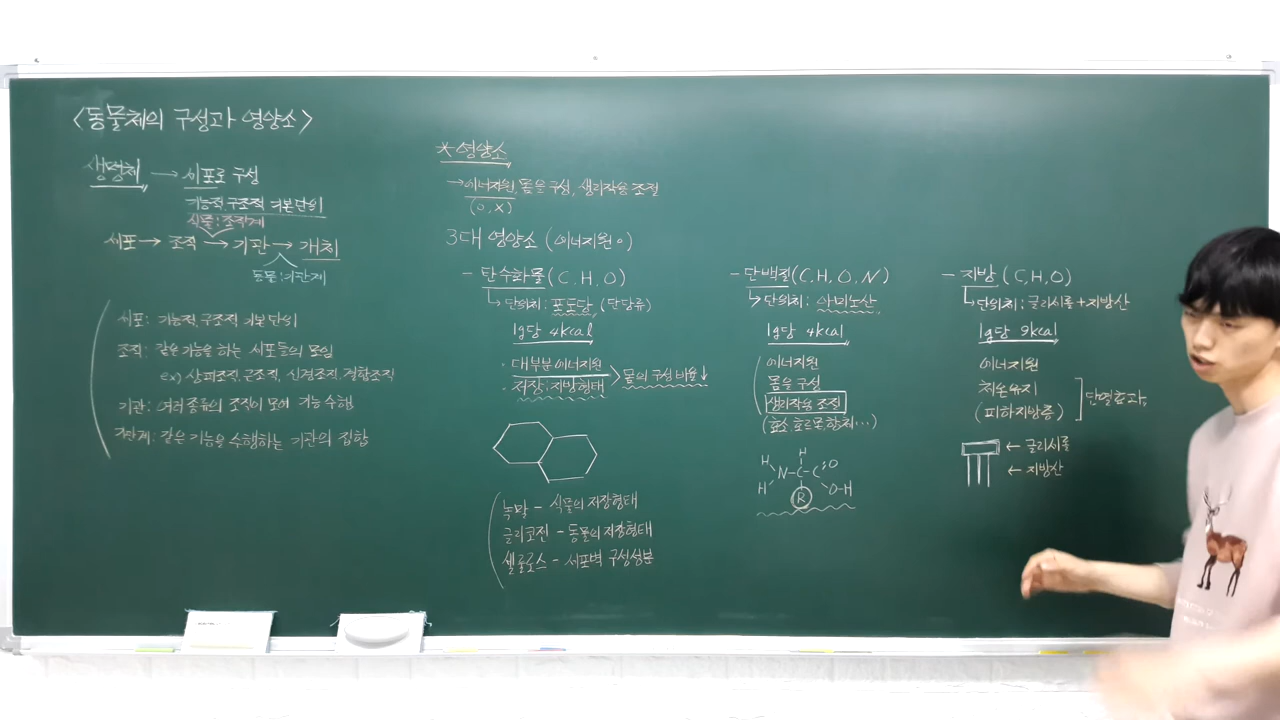 <동물체의 구성과 영양소>
생명체 → 세포로 구성
기능적, 구조적 기본단위
식물: 조직계
세포 → 조직 → 기관 → 개체
동물: 기관계
세포: 기능적, 구조적 기본단위
조직: 같은 기능을 하는 세포들의 모임
ex) 상피조직, 근조직, 신경조직, 결합조직
기관: 여러 종류의 조직이 모여 기능수행
기관계: 같은 기능을 수행하는 기관의 집합
* 영양소
→ 에너지원, 몸을 구성, 생리작용 조절
(O, X)
3대 영양소 (에너지원 o)
- 탄수화물 (C, H, O)
단위체: 포도당, (단당류)
1g당 4kcal
· 대부분 에너지원
· 저장: 지방형태
몸의 구성 비율↓
녹말 - 식물의 저장형태
글리코젠 - 동물의 저장형태
셀룰로스 - 세포벽 구성성분
- 단백질 (C, H, O, N)
단위체: 아미노산
1g당 4kcal
에너지원
몸을 구성
생리작용 조절
(효소, 호르몬, 항체…)
H H N-C-C O O-H H R
- 지방 (C, H, O)
단위체: 글리시롤 + 지방산
1g당 9kcal
에너지원
체온유지
(피하지방층)
단열효과
← 글리시롤
← 지방산